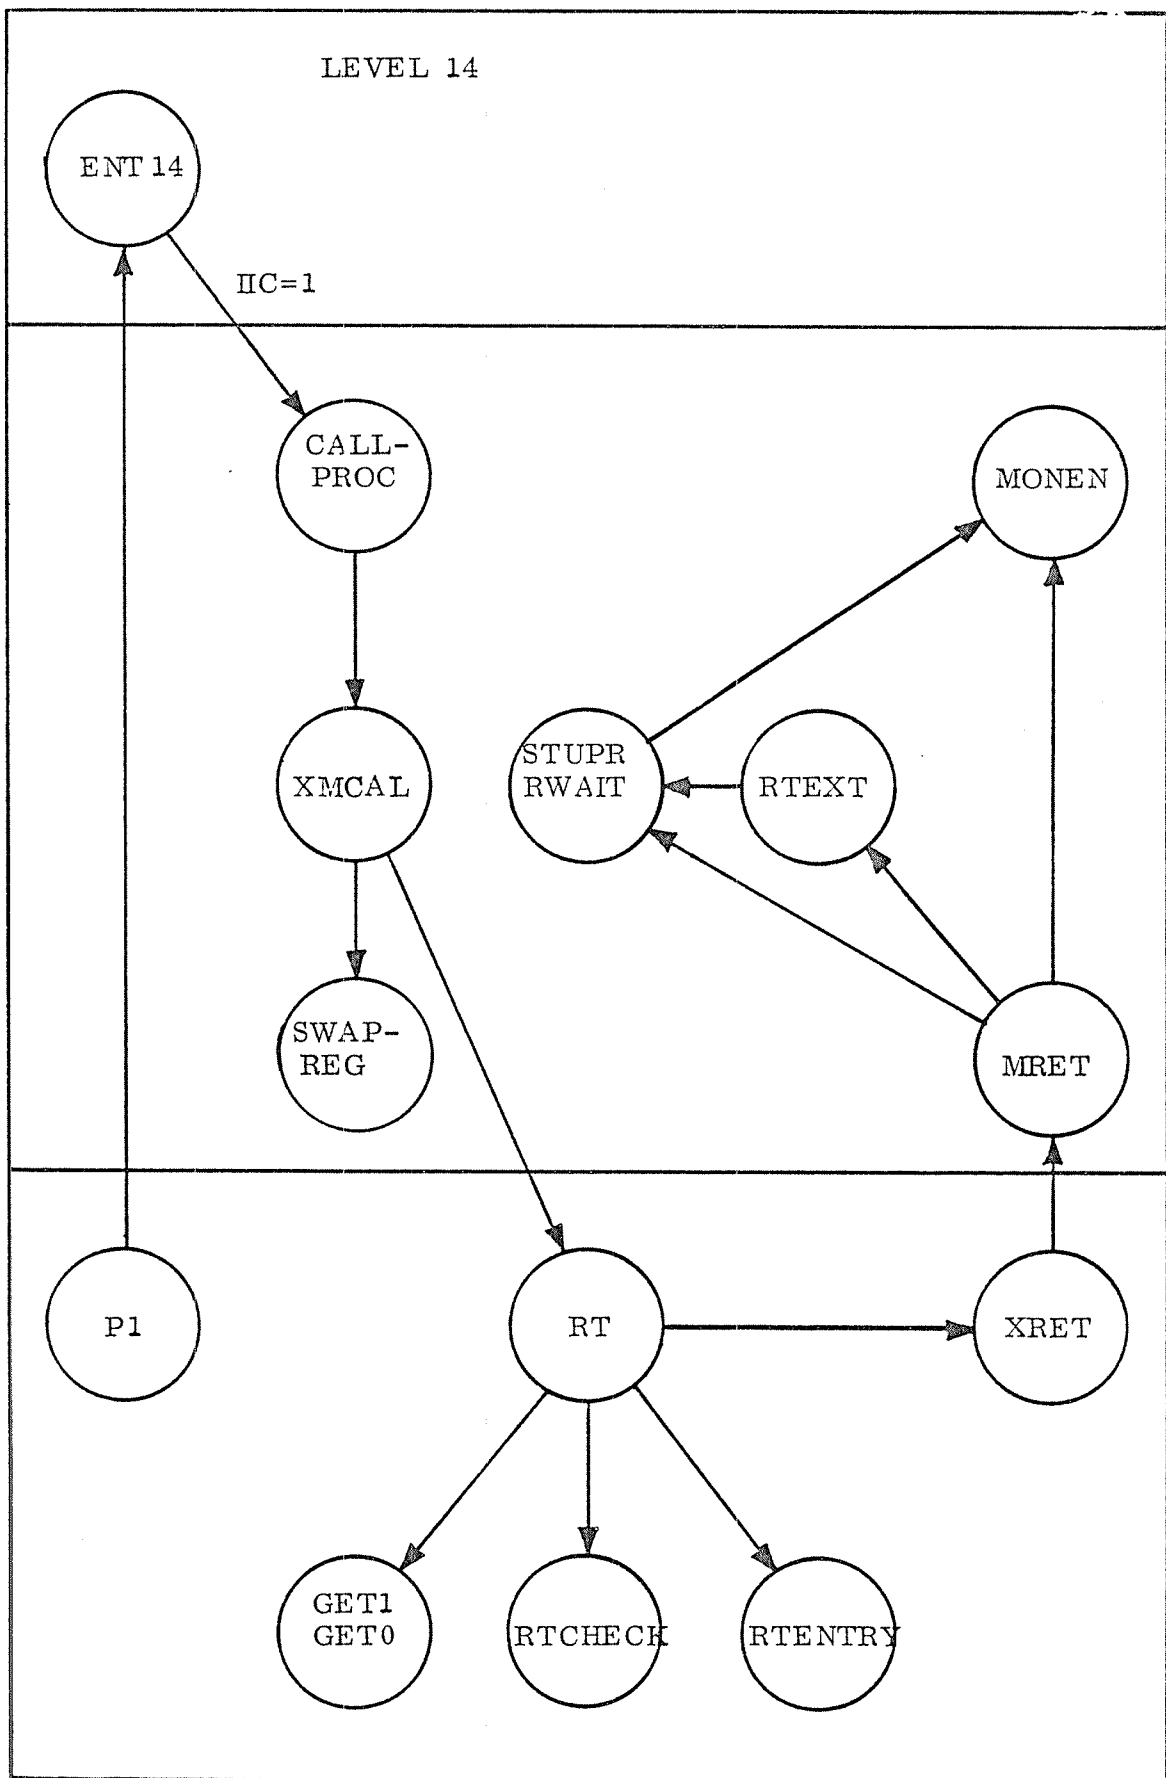 LEVEL 14
ENT 14
IIC=1
CALL-
PROC
MONEN
XMCAL
STUPR
RWAIT
RTEXT
SWAP-
REG
MRET
P1
RT
XRET
GET1
GET0
RTCHECK
RTENTRY